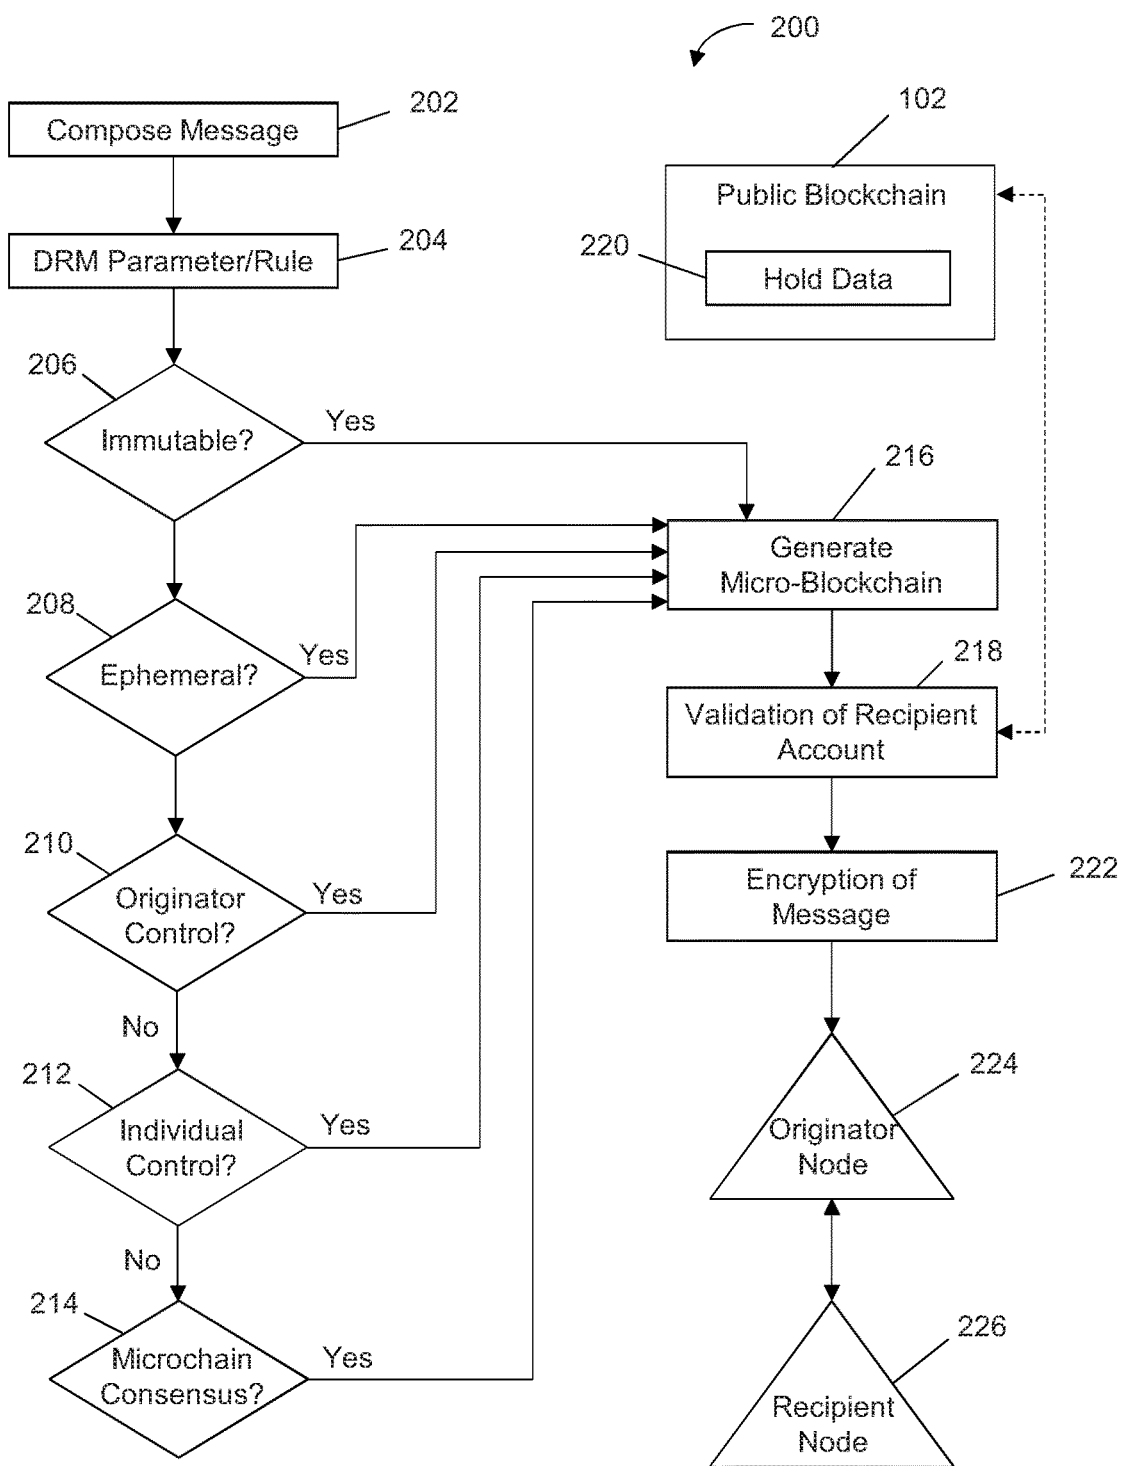 200
202
Compose Message
102
Public Blockchain
204
DRM Parameter/Rule
220
Hold Data
206
Immutable?
Yes
216
Generate
Micro-Blockchain
208
Ephemeral?
Yes
218
Validation of Recipient
Account
210
Originator
Control?
Yes
222
Encryption of
Message
No
212
Individual
Control?
Yes
224
Originator
Node
No
214
Microchain
Consensus?
Yes
226
Recipient
Node